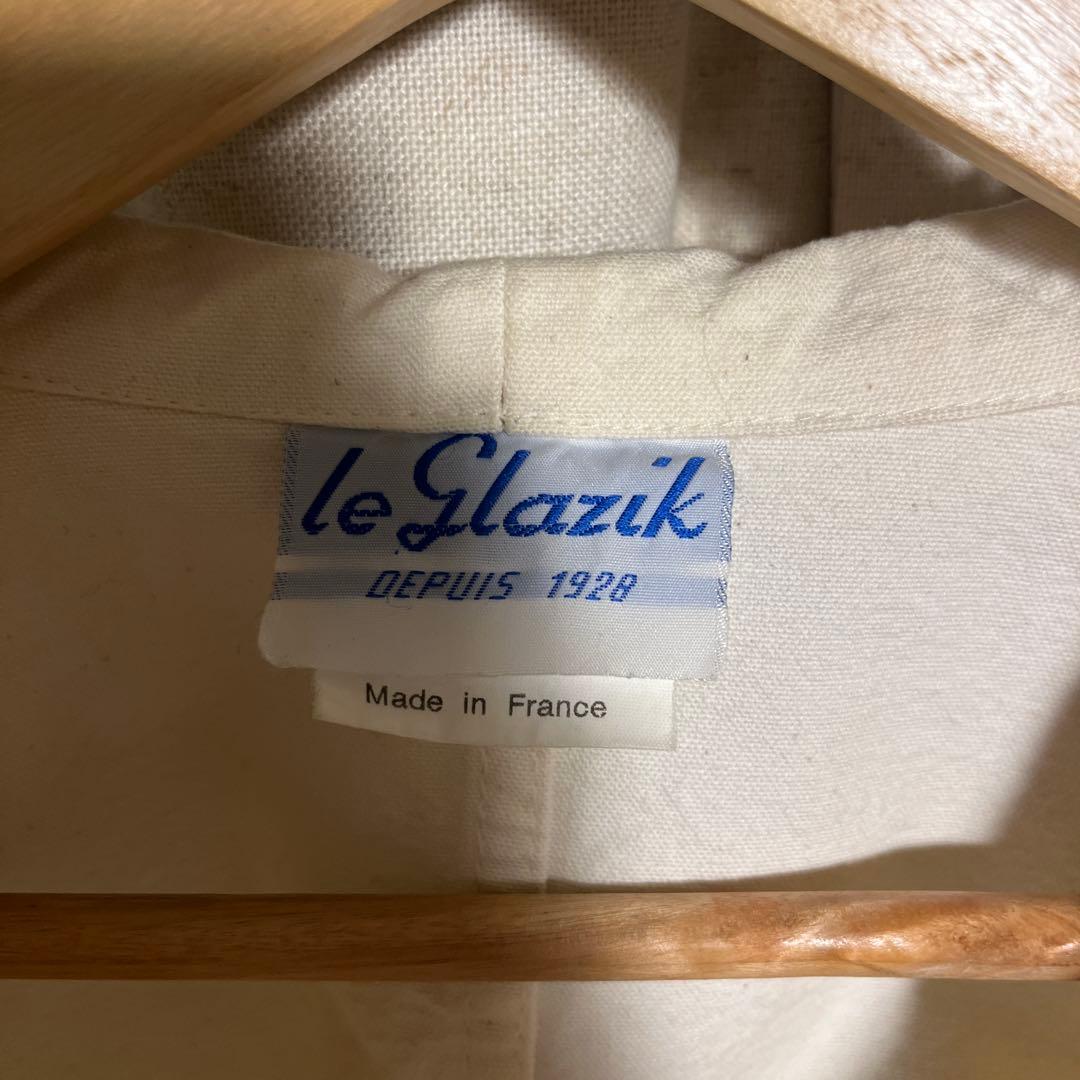 le Glazik
DEPUIS 1928
Made in France